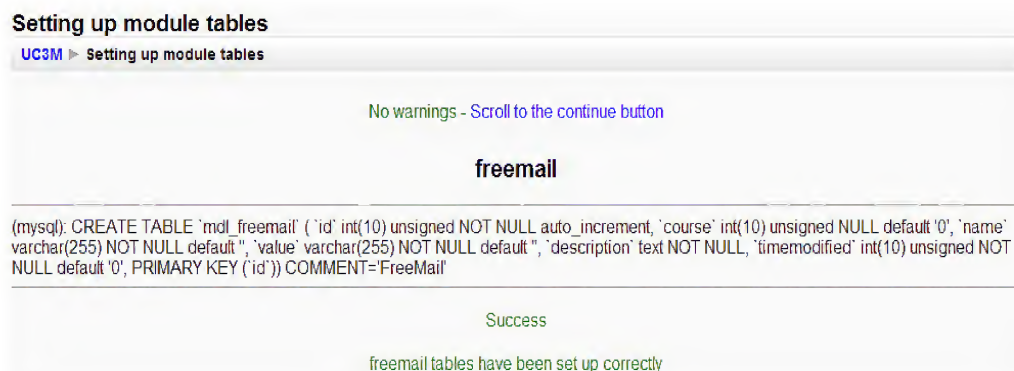 Setting up module tables
UC3M ► Setting up module tables
No warnings - Scroll to the continue button
freemail
(mysql): CREATE TABLE `mdl_freemail` ( `id` int(10) unsigned NOT NULL auto_increment, `course` int(10) unsigned NULL default '0', `name`
varchar(255) NOT NULL default '', `value` varchar(255) NOT NULL default '', `description` text NOT NULL, `timemodified` int(10) unsigned NOT
NULL default '0', PRIMARY KEY (`id`)) COMMENT='FreeMail'
Success
freemail tables have been set up correctly